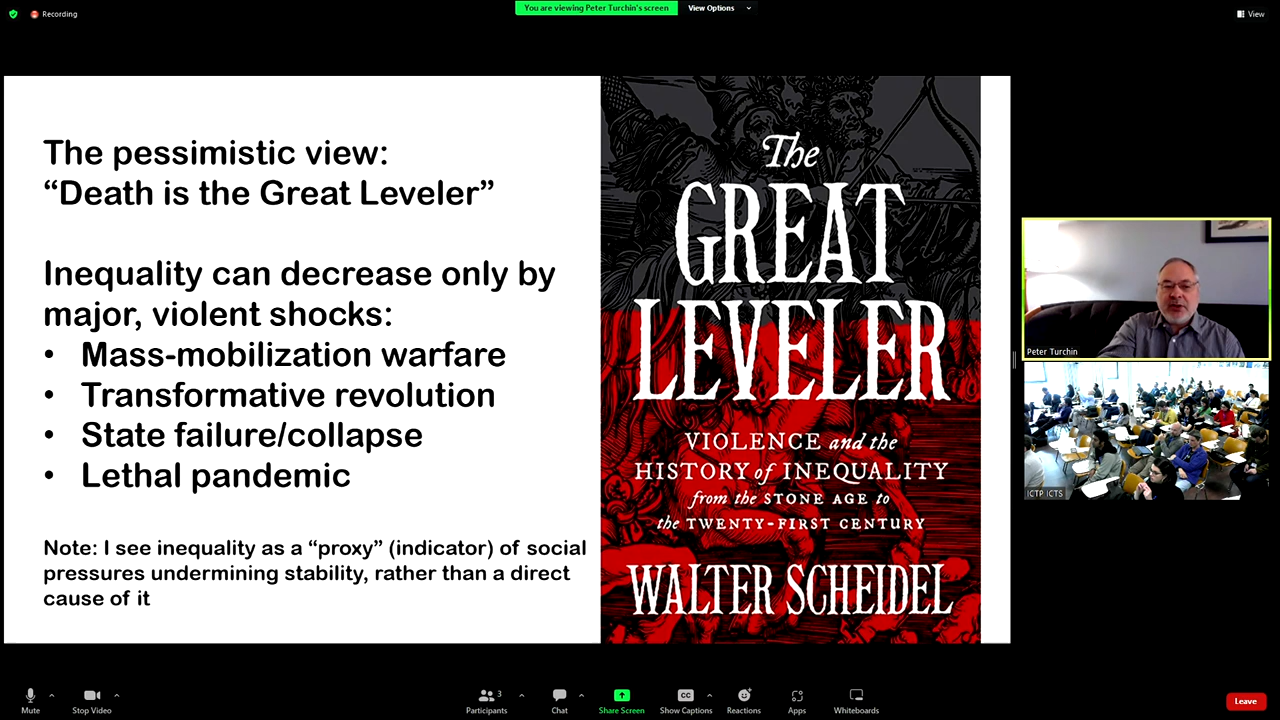 Recording
You are viewing Peter Turchin's screen
View Options
View
The pessimistic view:
“Death is the Great Leveler”
Inequality can decrease only by
major, violent shocks:
• Mass-mobilization warfare
• Transformative revolution
• State failure/collapse
• Lethal pandemic
Note: I see inequality as a “proxy” (indicator) of social
pressures undermining stability, rather than a direct
cause of it
The
GREAT
LEVELER
VIOLENCE and the
HISTORY of INEQUALITY
from the STONE AGE to
the TWENTY-FIRST CENTURY
WALTER SCHEIDEL
Peter Turchin
ICTP ICTS
Mute
Stop Video
Participants
3
Chat
Share Screen
CC
Show Captions
Reactions
Apps
Whiteboards
Leave